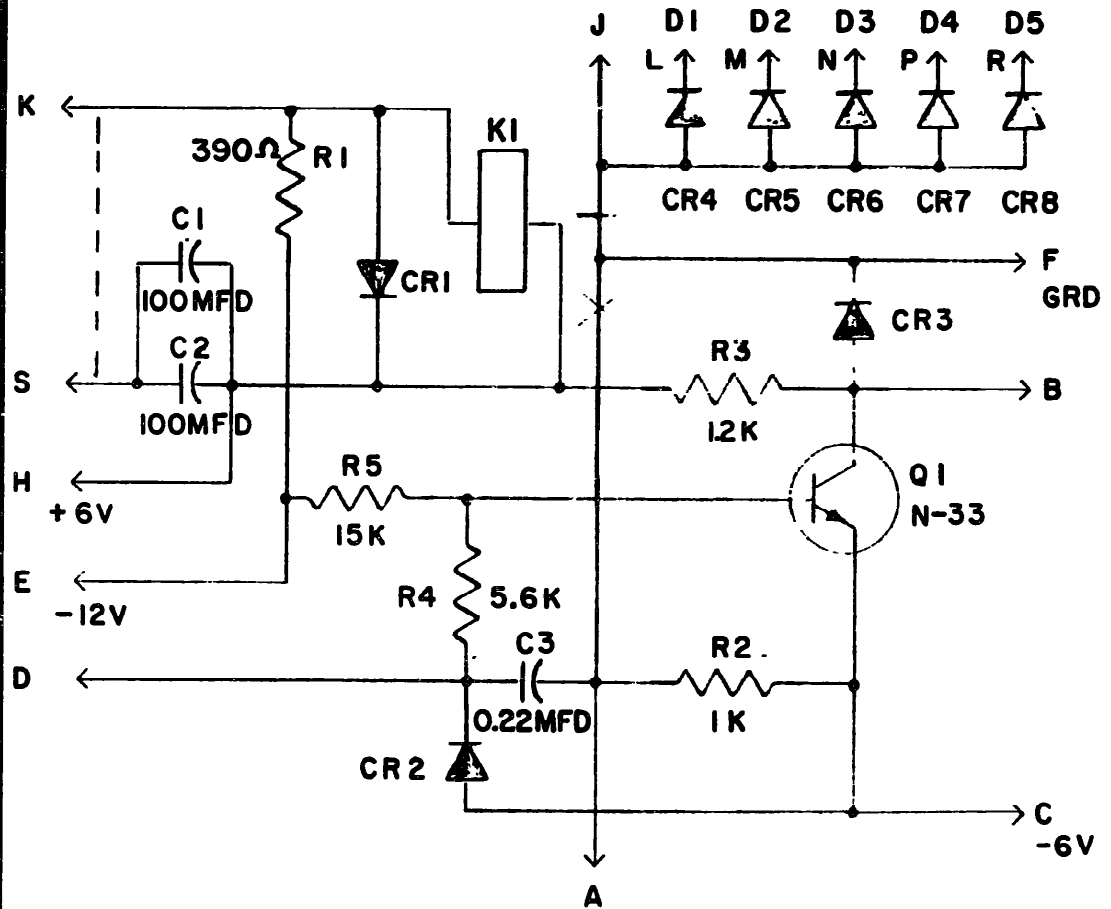 J D1 D2 D3 D4 D5
L M N P R
K
390Ω R1
K1
CR4 CR5 CR6 CR7 CR8
C1
100MFD
CR1
F
GRD
CR3
C2
100MFD
S
R3
1.2K
B
H
+6V
R5
15K
Q1
N-33
E
-12V
R4 5.6K
D
C3
0.22MFD
R2
1K
CR2
C
-6V
A